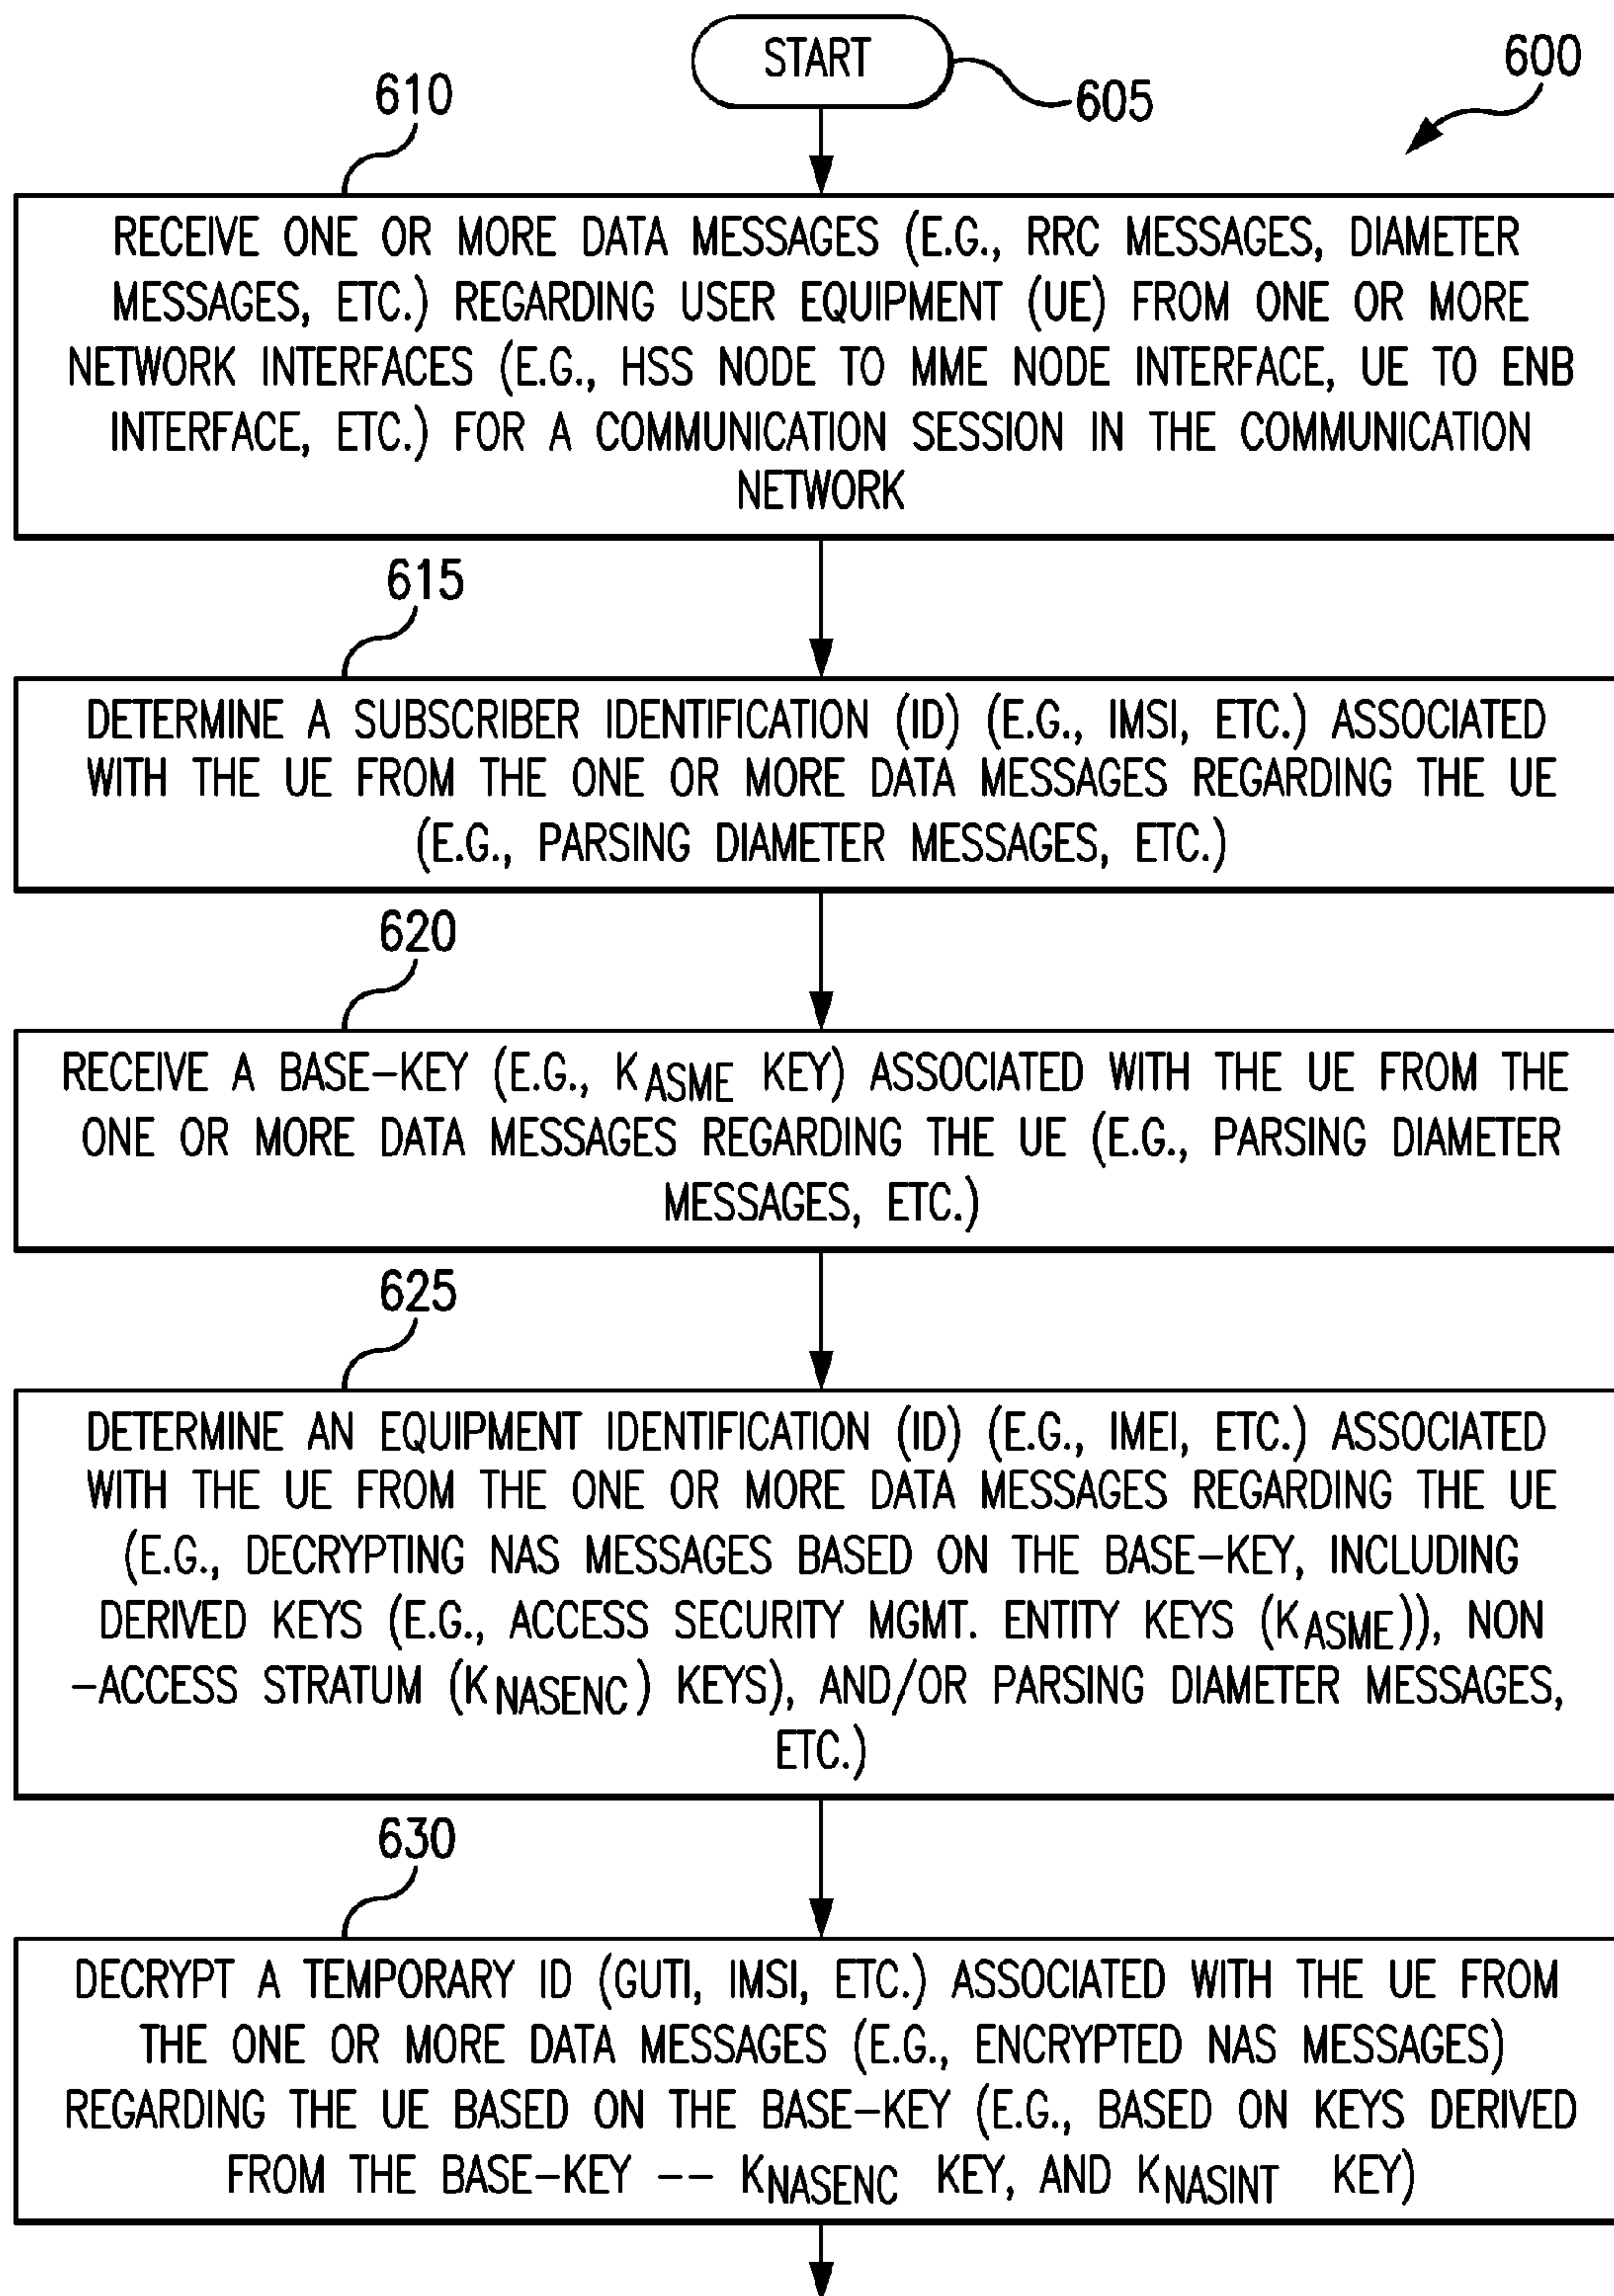 START
605
600
610
RECEIVE ONE OR MORE DATA MESSAGES (E.G., RRC MESSAGES, DIAMETER
MESSAGES, ETC.) REGARDING USER EQUIPMENT (UE) FROM ONE OR MORE
NETWORK INTERFACES (E.G., HSS NODE TO MME NODE INTERFACE, UE TO ENB
INTERFACE, ETC.) FOR A COMMUNICATION SESSION IN THE COMMUNICATION
NETWORK
615
DETERMINE A SUBSCRIBER IDENTIFICATION (ID) (E.G., IMSI, ETC.) ASSOCIATED
WITH THE UE FROM THE ONE OR MORE DATA MESSAGES REGARDING THE UE
(E.G., PARSING DIAMETER MESSAGES, ETC.)
620
RECEIVE A BASE-KEY (E.G., KASME KEY) ASSOCIATED WITH THE UE FROM THE
ONE OR MORE DATA MESSAGES REGARDING THE UE (E.G., PARSING DIAMETER
MESSAGES, ETC.)
625
DETERMINE AN EQUIPMENT IDENTIFICATION (ID) (E.G., IMEI, ETC.) ASSOCIATED
WITH THE UE FROM THE ONE OR MORE DATA MESSAGES REGARDING THE UE
(E.G., DECRYPTING NAS MESSAGES BASED ON THE BASE-KEY, INCLUDING
DERIVED KEYS (E.G., ACCESS SECURITY MGMT. ENTITY KEYS (KASME)), NON
-ACCESS STRATUM (KNASENC) KEYS), AND/OR PARSING DIAMETER MESSAGES,
ETC.)
630
DECRYPT A TEMPORARY ID (GUTI, IMSI, ETC.) ASSOCIATED WITH THE UE FROM
THE ONE OR MORE DATA MESSAGES (E.G., ENCRYPTED NAS MESSAGES)
REGARDING THE UE BASED ON THE BASE-KEY (E.G., BASED ON KEYS DERIVED
FROM THE BASE-KEY -- KNASENC KEY, AND KNASINT KEY)